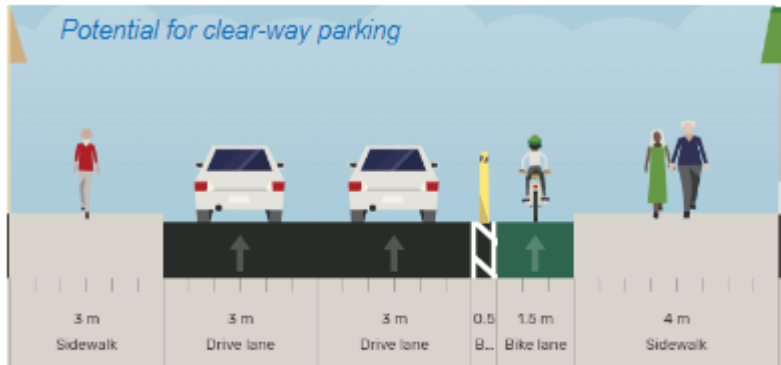 Potential for clear-way parking
3 m 3 m 3 m 0.5 1.5 m 4 m
Sidewalk Drive lane Drive lane B... Bike lane Sidewalk